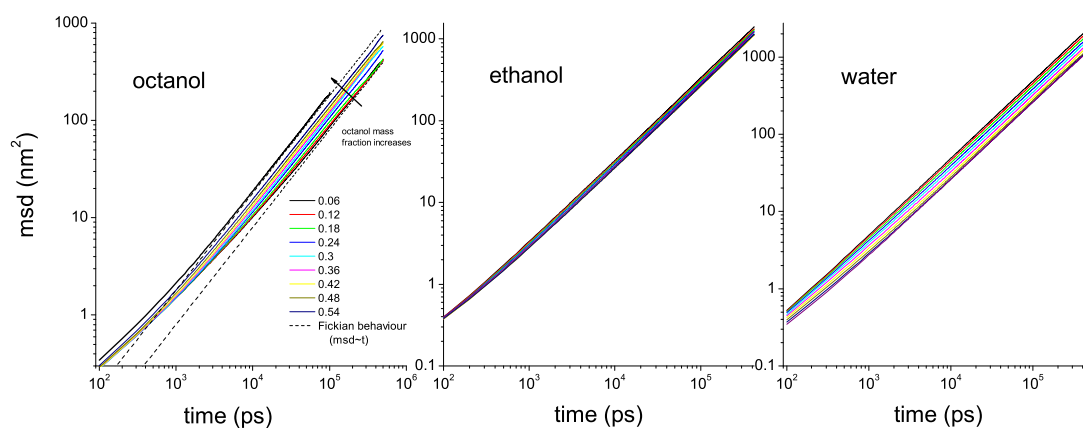 msd (nm²)
1000
100
10
1
octanol
octanol mass
fraction increases
0.06
0.12
0.18
0.24
0.3
0.36
0.42
0.48
0.54
Fickian behaviour
(msd~t)
10² 10³ 10⁴ 10⁵ 10⁶
time (ps)
1000
100
10
1
0.1
ethanol
10² 10³ 10⁴ 10⁵
time (ps)
1000
100
10
1
0.1
water
10² 10³ 10⁴ 10⁵
time (ps)